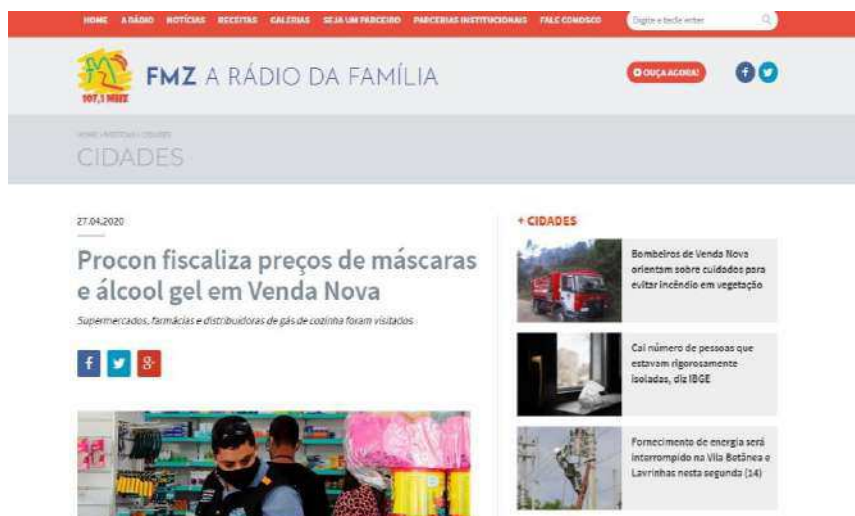 HOME A RÁDIO NOTÍCIAS RECEITAS GALERIAS SEJA UM PARCEIRO PARCERIAS INSTITUCIONAIS FALE CONOSCO
Digite e tecle enter
107,1 MHZ
FMZ A RÁDIO DA FAMÍLIA
OUÇA AGORA!
HOME > NOTÍCIAS > CIDADES
CIDADES
27.04.2020
Procon fiscaliza preços de máscaras
e álcool gel em Venda Nova
Supermercados, farmácias e distribuidoras de gás de cozinha foram visitados
+ CIDADES
Bombeiros de Venda Nova
orientam sobre cuidados para
evitar incêndio em vegetação
Cai número de pessoas que
estavam rigorosamente
isoladas, diz IBGE
Fornecimento de energia será
interrompido na Vila Betânea e
Lavrinhas nesta segunda (14)